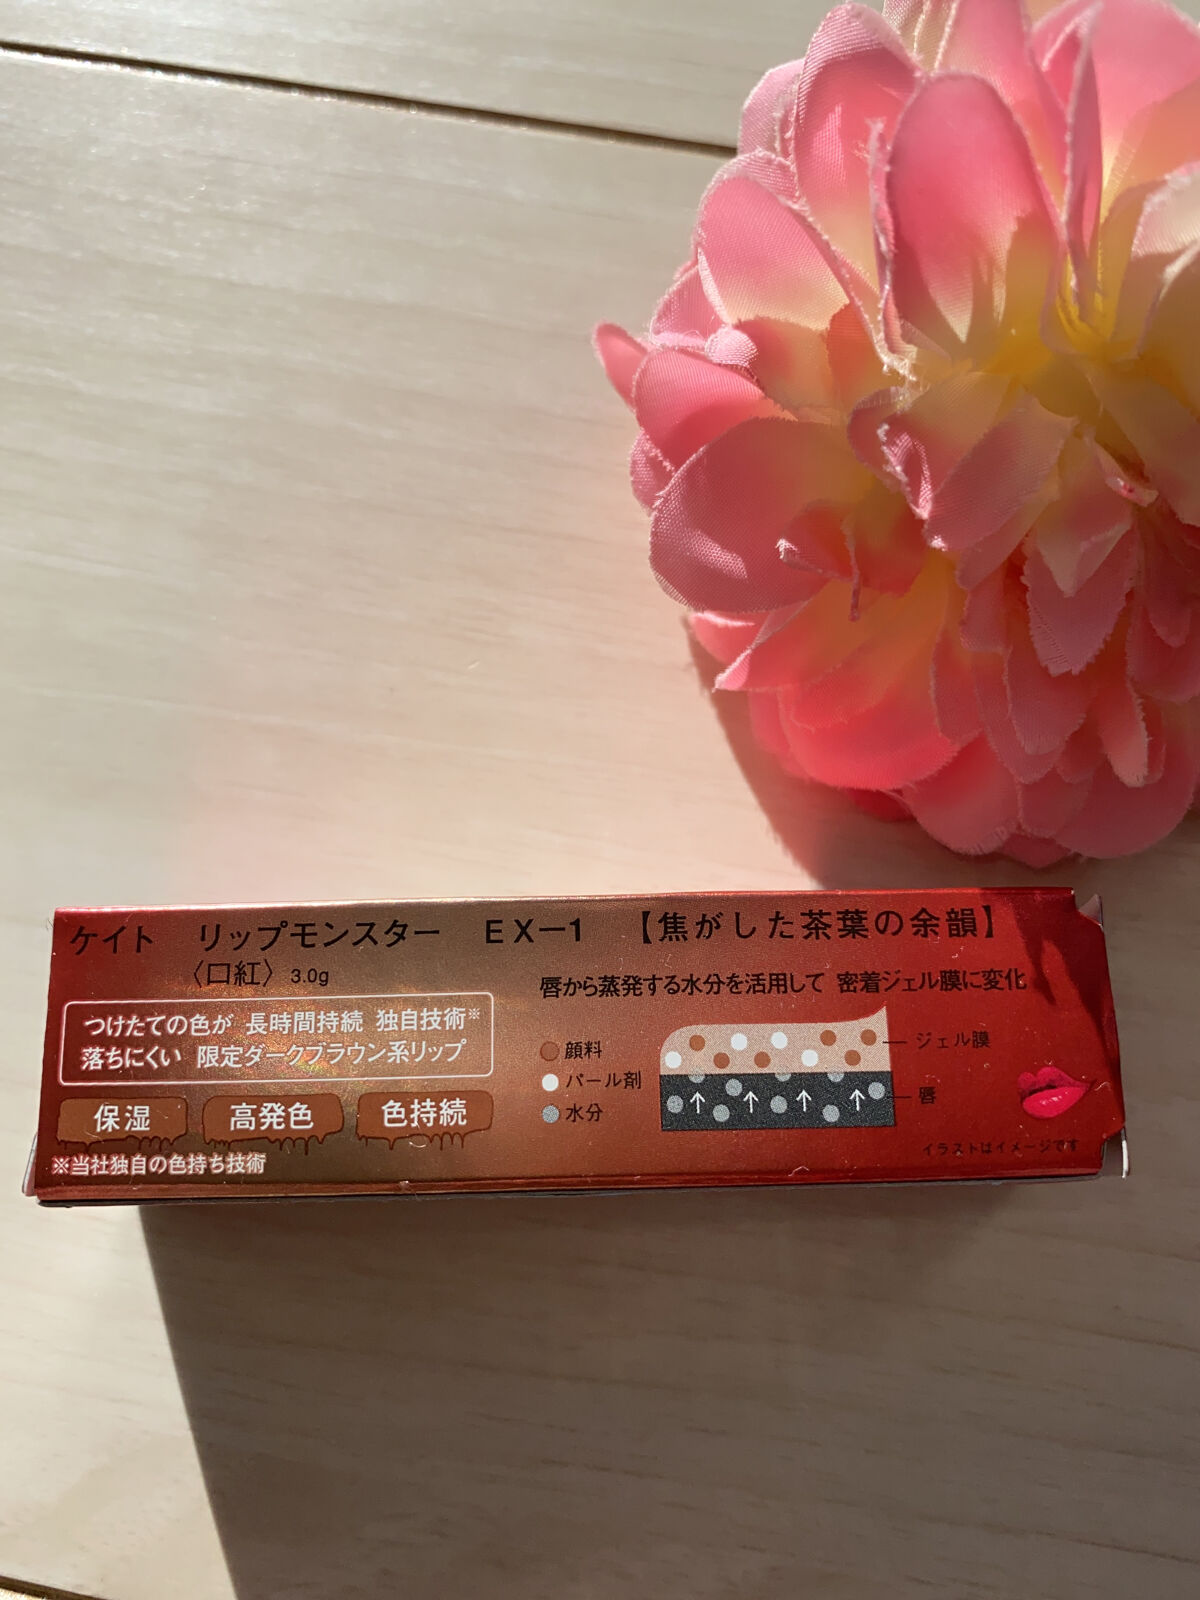 ケイト　リップモンスター　EX－1　【焦がした茶葉の余韻】
〈口紅〉3.0g
つけたての色が 長時間持続 独自技術※
落ちにくい 限定ダークブラウン系リップ
保湿　高発色　色持続
※当社独自の色持ち技術
唇から蒸発する水分を活用して 密着ジェル膜に変化
顔料
パール剤
水分
ジェル膜
唇
イラストはイメージです